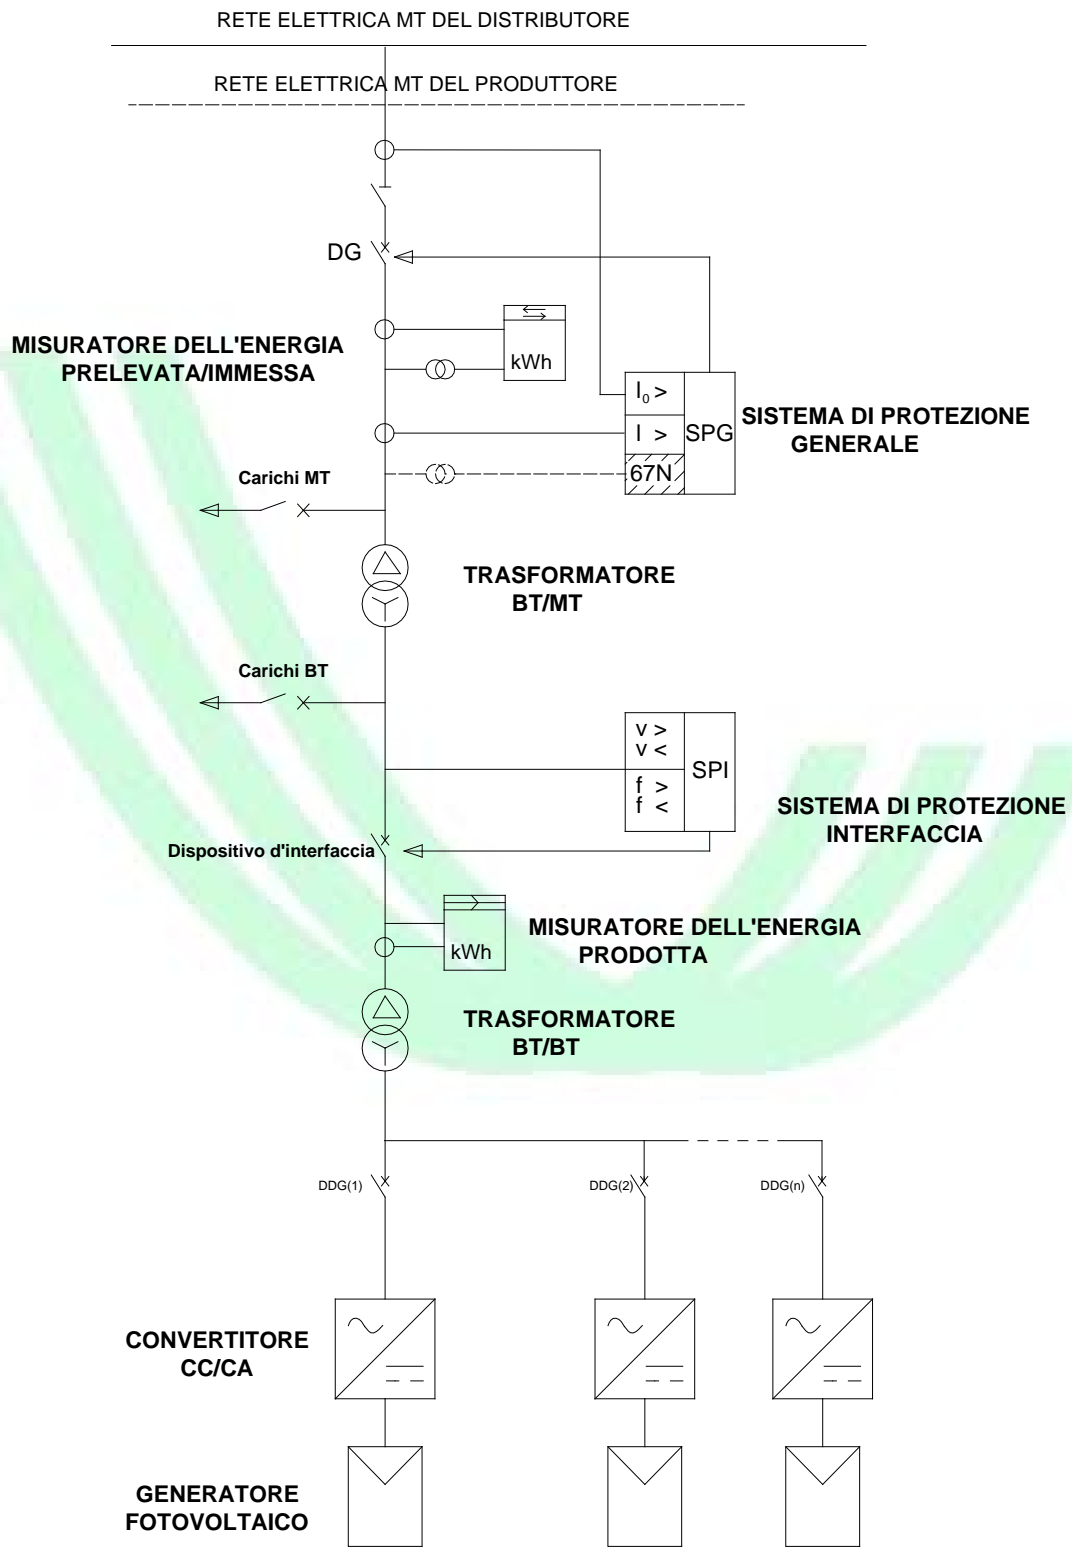 RETE ELETTRICA MT DEL DISTRIBUTORE
RETE ELETTRICA MT DEL PRODUTTORE
DG
MISURATORE DELL'ENERGIA
PRELEVATA/IMMESSA
kWh
I₀ >
I >
67N
SPG
SISTEMA DI PROTEZIONE
GENERALE
Carichi MT
TRASFORMATORE
BT/MT
Carichi BT
v >
v <
f >
f <
SPI
SISTEMA DI PROTEZIONE
INTERFACCIA
Dispositivo d'interfaccia
kWh
MISURATORE DELL'ENERGIA
PRODOTTA
TRASFORMATORE
BT/BT
DDG(1)
DDG(2)
DDG(n)
CONVERTITORE
CC/CA
GENERATORE
FOTOVOLTAICO